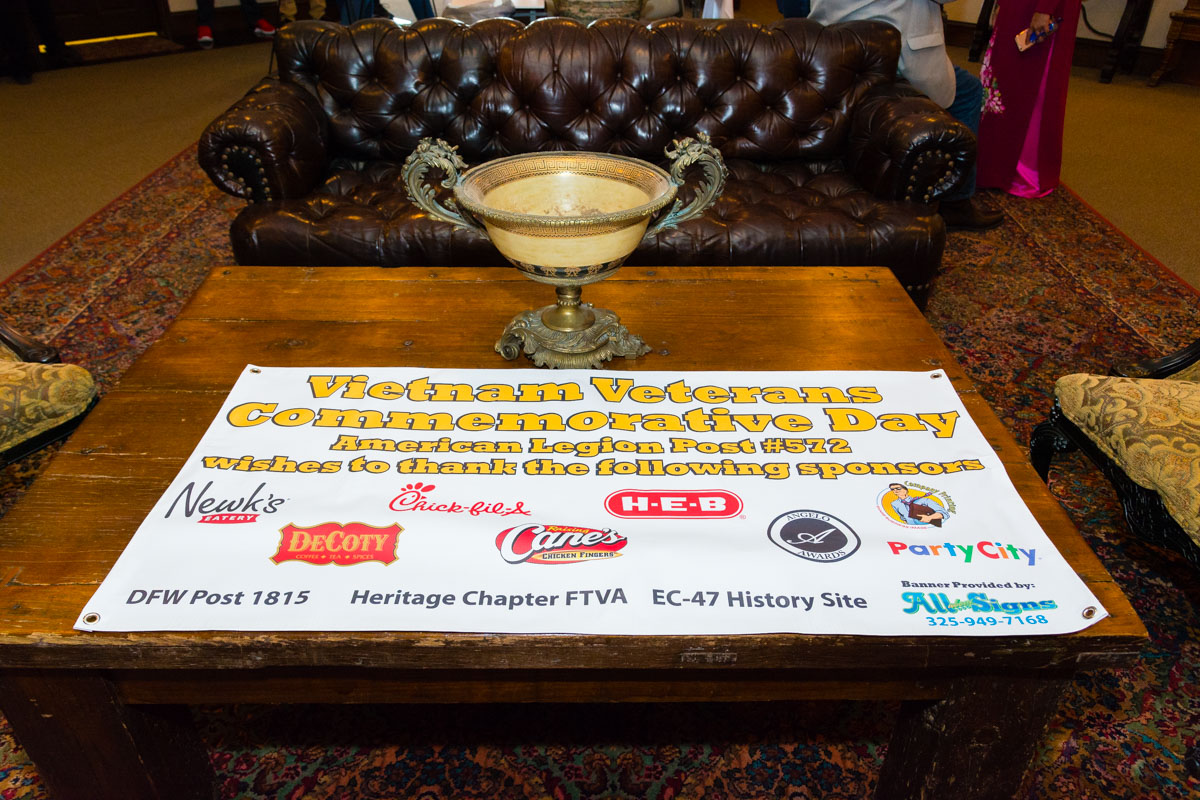 Vietnam Veterans
Commemorative Day
American Legion Post #572
wishes to thank the following sponsors
Newk's
EATERY
Chick-fil-A
H-E-B
Company Printing
DECOTY
COFFEE • TEA • SPICES
Raising
Cane's
CHICKEN FINGERS
ANGELO
A
AWARDS
Party City
DFW Post 1815
Heritage Chapter FTVA
EC-47 History Site
Banner Provided by:
All Signs
325-949-7168